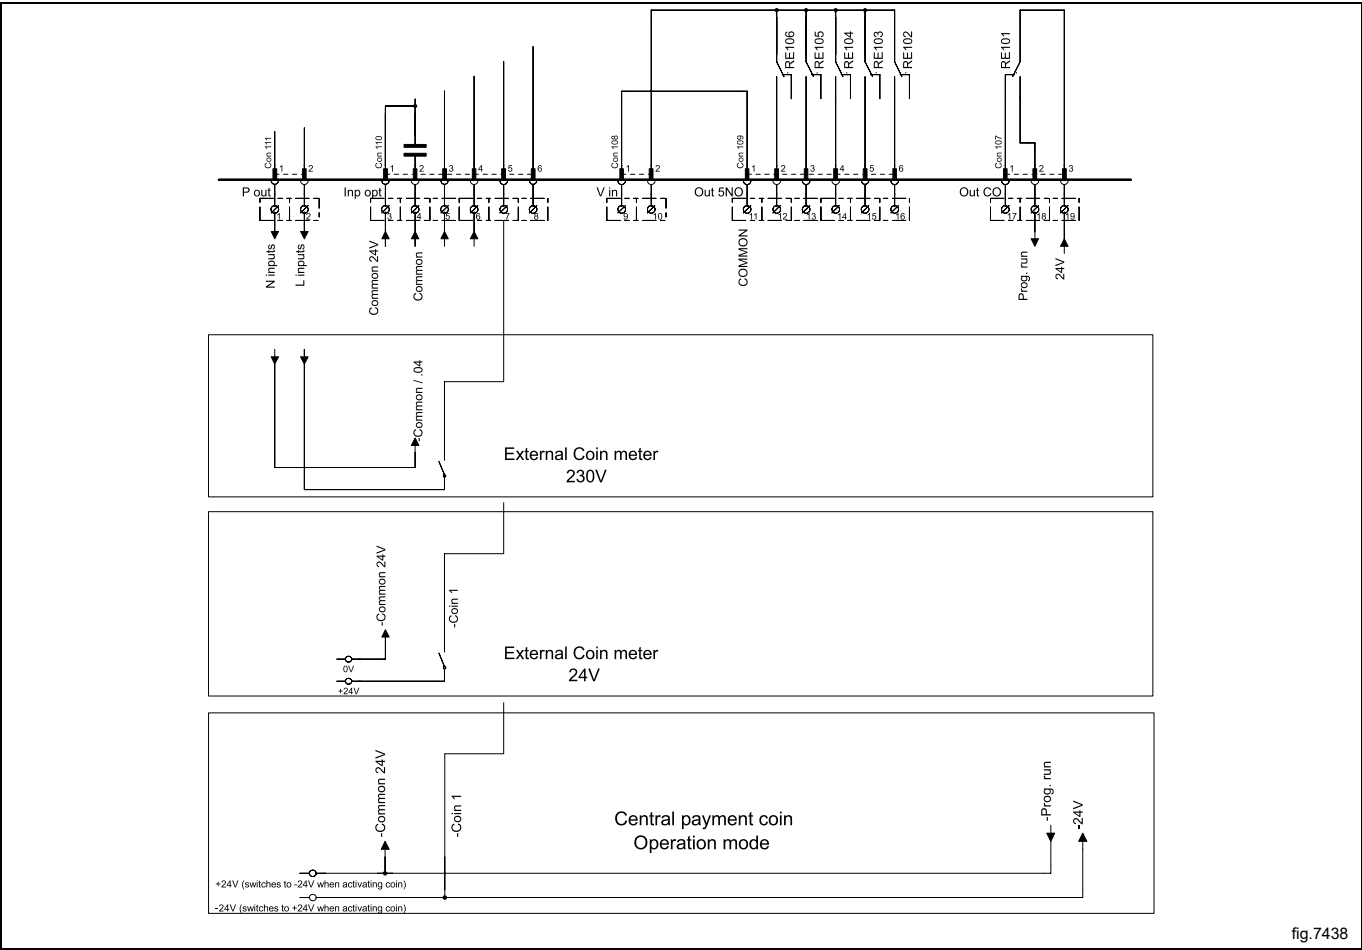 RE106
RE105
RE104
RE103
RE102
RE101
Con 111
Con 110
Con 108
Con 109
Con 107
1 2 1 2 3 4 5 6 1 2 1 2 3 4 5 6 1 2 3
P out
Inp opt
V in
Out 5NO
Out CO
1 2 3 4 5 6 7 8 9 10 11 12 13 14 15 16 17 18 19
N inputs
L inputs
Common 24V
Common
COMMON
Prog. run
24V
-Common / .04
External Coin meter
230V
-Common 24V
-Coin 1
0V
+24V
External Coin meter
24V
-Common 24V
-Coin 1
Central payment coin
Operation mode
-Prog. run
-24V
+24V (switches to -24V when activating coin)
-24V (switches to +24V when activating coin)
fig.7438